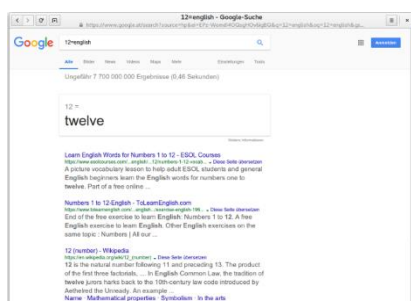 12=english - Google-Suche
Google
12=english
Anmelden
Alle Bilder News Videos Maps Mehr Einstellungen Tools
Ungefähr 7 700 000 000 Ergebnisse (0,46 Sekunden)
12 =
twelve
Learn English Words for Numbers 1 to 12 - ESOL Courses
Diese Seite übersetzen
A picture vocabulary lesson to help adult ESOL students and general
English beginners learn the English words for numbers one to
twelve. Part of a free online ...
Numbers 1 to 12-English - ToLearnEnglish.com
Diese Seite übersetzen
End of the free exercise to learn English: Numbers 1 to 12. A free
English exercise to learn English. Other English exercises on the
same topic : Numbers | All our ...
12 (number) - Wikipedia
https://en.wikipedia.org/wiki/12_(number) Diese Seite übersetzen
12 is the natural number following 11 and preceding 13. The product
of the first three factorials, ... In English Common Law, the tradition of
twelve jurors harks back to the 10th-century law code introduced by
Aethelred the Unready. An example ...
Name · Mathematical properties · Symbolism · In the arts